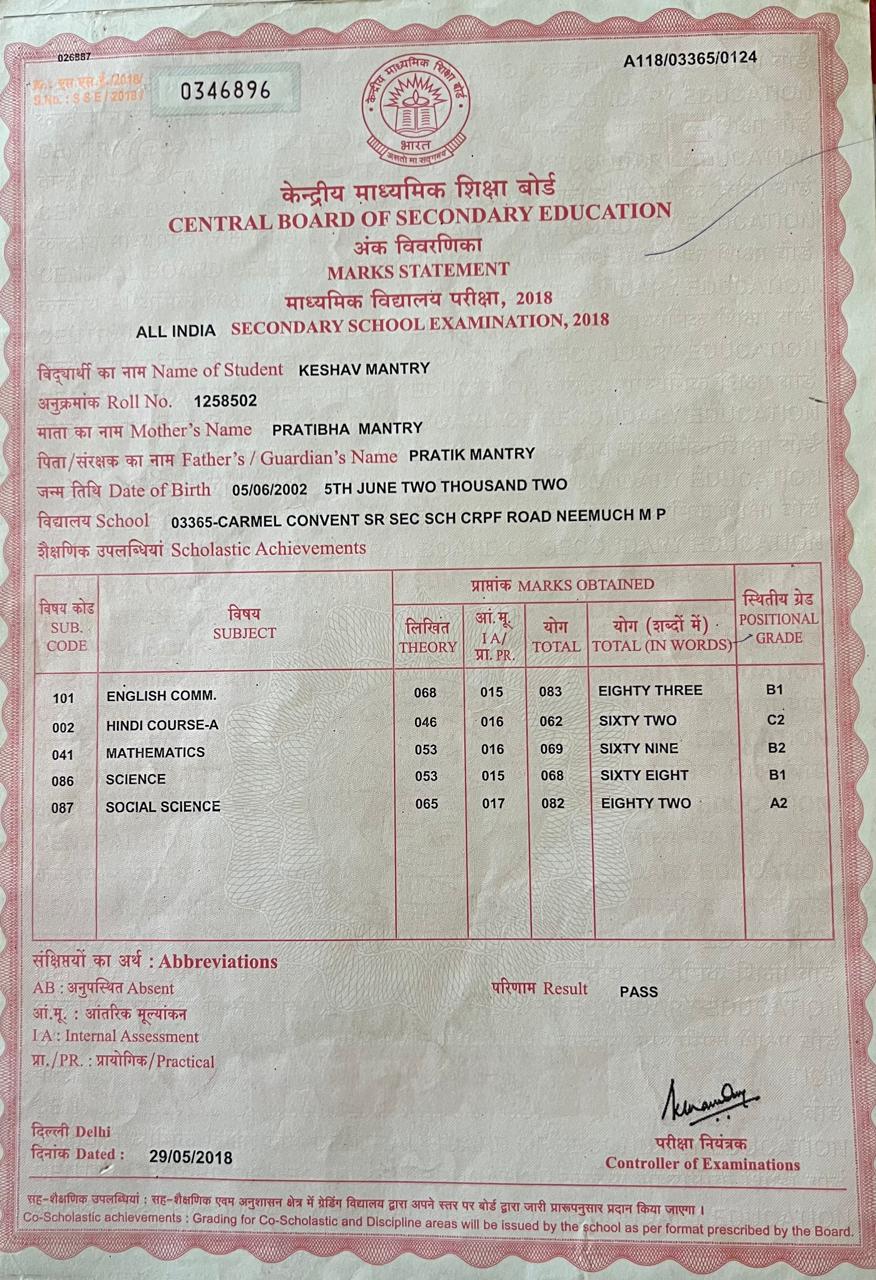 026887
A118/03365/0124
क्र.: एस.एस.ई./2018/
S.No.: S S E / 2018 /
0346896
केन्द्रीय माध्यमिक शिक्षा बोर्ड
भारत
असतो मा सद्गमय
केन्द्रीय माध्यमिक शिक्षा बोर्ड
CENTRAL BOARD OF SECONDARY EDUCATION
अंक विवरणिका
MARKS STATEMENT
माध्यमिक विद्यालय परीक्षा, 2018
ALL INDIA SECONDARY SCHOOL EXAMINATION, 2018
विद्यार्थी का नाम Name of Student KESHAV MANTRY
अनुक्रमांक Roll No. 1258502
माता का नाम Mother's Name PRATIBHA MANTRY
पिता/संरक्षक का नाम Father's / Guardian's Name PRATIK MANTRY
जन्म तिथि Date of Birth 05/06/2002 5TH JUNE TWO THOUSAND TWO
विद्यालय School 03365-CARMEL CONVENT SR SEC SCH CRPF ROAD NEEMUCH M P
शैक्षणिक उपलब्धियां Scholastic Achievements
विषय कोड SUB. CODE
विषय SUBJECT
प्राप्तांक MARKS OBTAINED
लिखित THEORY
आं.मू. I A/ प्रा. PR.
योग TOTAL
योग (शब्दों में) TOTAL (IN WORDS)
स्थितीय ग्रेड POSITIONAL GRADE
101 ENGLISH COMM. 068 015 083 EIGHTY THREE B1
002 HINDI COURSE-A 046 016 062 SIXTY TWO C2
041 MATHEMATICS 053 016 069 SIXTY NINE B2
086 SCIENCE 053 015 068 SIXTY EIGHT B1
087 SOCIAL SCIENCE 065 017 082 EIGHTY TWO A2
संक्षिप्तयों का अर्थ : Abbreviations
AB : अनुपस्थित Absent
परिणाम Result PASS
आं.मू. : आंतरिक मूल्यांकन
I A : Internal Assessment
प्रा./PR. : प्रायोगिक/Practical
दिल्ली Delhi
दिनांक Dated : 29/05/2018
परीक्षा नियंत्रक
Controller of Examinations
सह-शैक्षणिक उपलब्धियां : सह-शैक्षणिक एवम अनुशासन क्षेत्र में ग्रेडिंग विद्यालय द्वारा अपने स्तर पर बोर्ड द्वारा जारी प्रारूपनुसार प्रदान किया जाएगा ।
Co-Scholastic achievements : Grading for Co-Scholastic and Discipline areas will be issued by the school as per format prescribed by the Board.